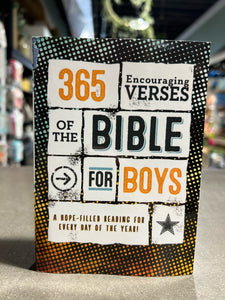 365 Encouraging
VERSES
OF THE BIBLE
FOR BOYS
A HOPE-FILLED READING FOR
EVERY DAY OF THE YEAR!